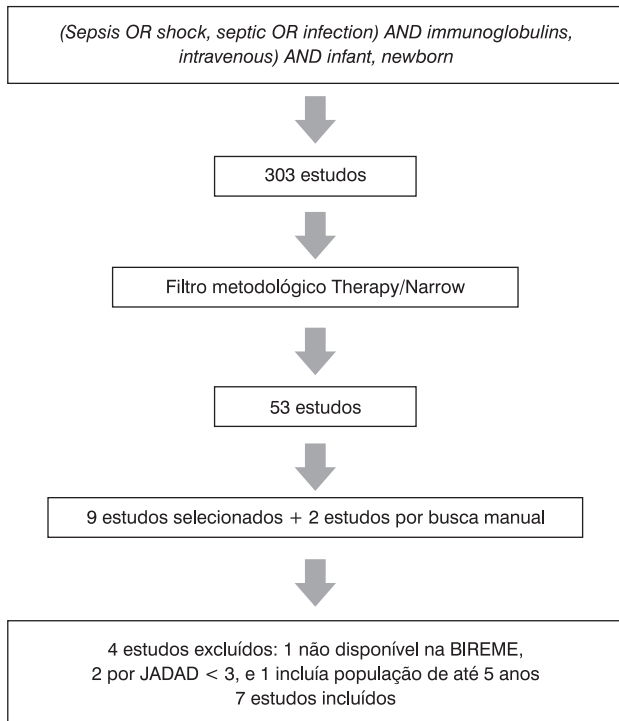 (Sepsis OR shock, septic OR infection) AND immunoglobulins,
intravenous) AND infant, newborn
303 estudos
Filtro metodológico Therapy/Narrow
53 estudos
9 estudos selecionados + 2 estudos por busca manual
4 estudos excluídos: 1 não disponível na BIREME,
2 por JADAD < 3, e 1 incluía população de até 5 anos
7 estudos incluídos